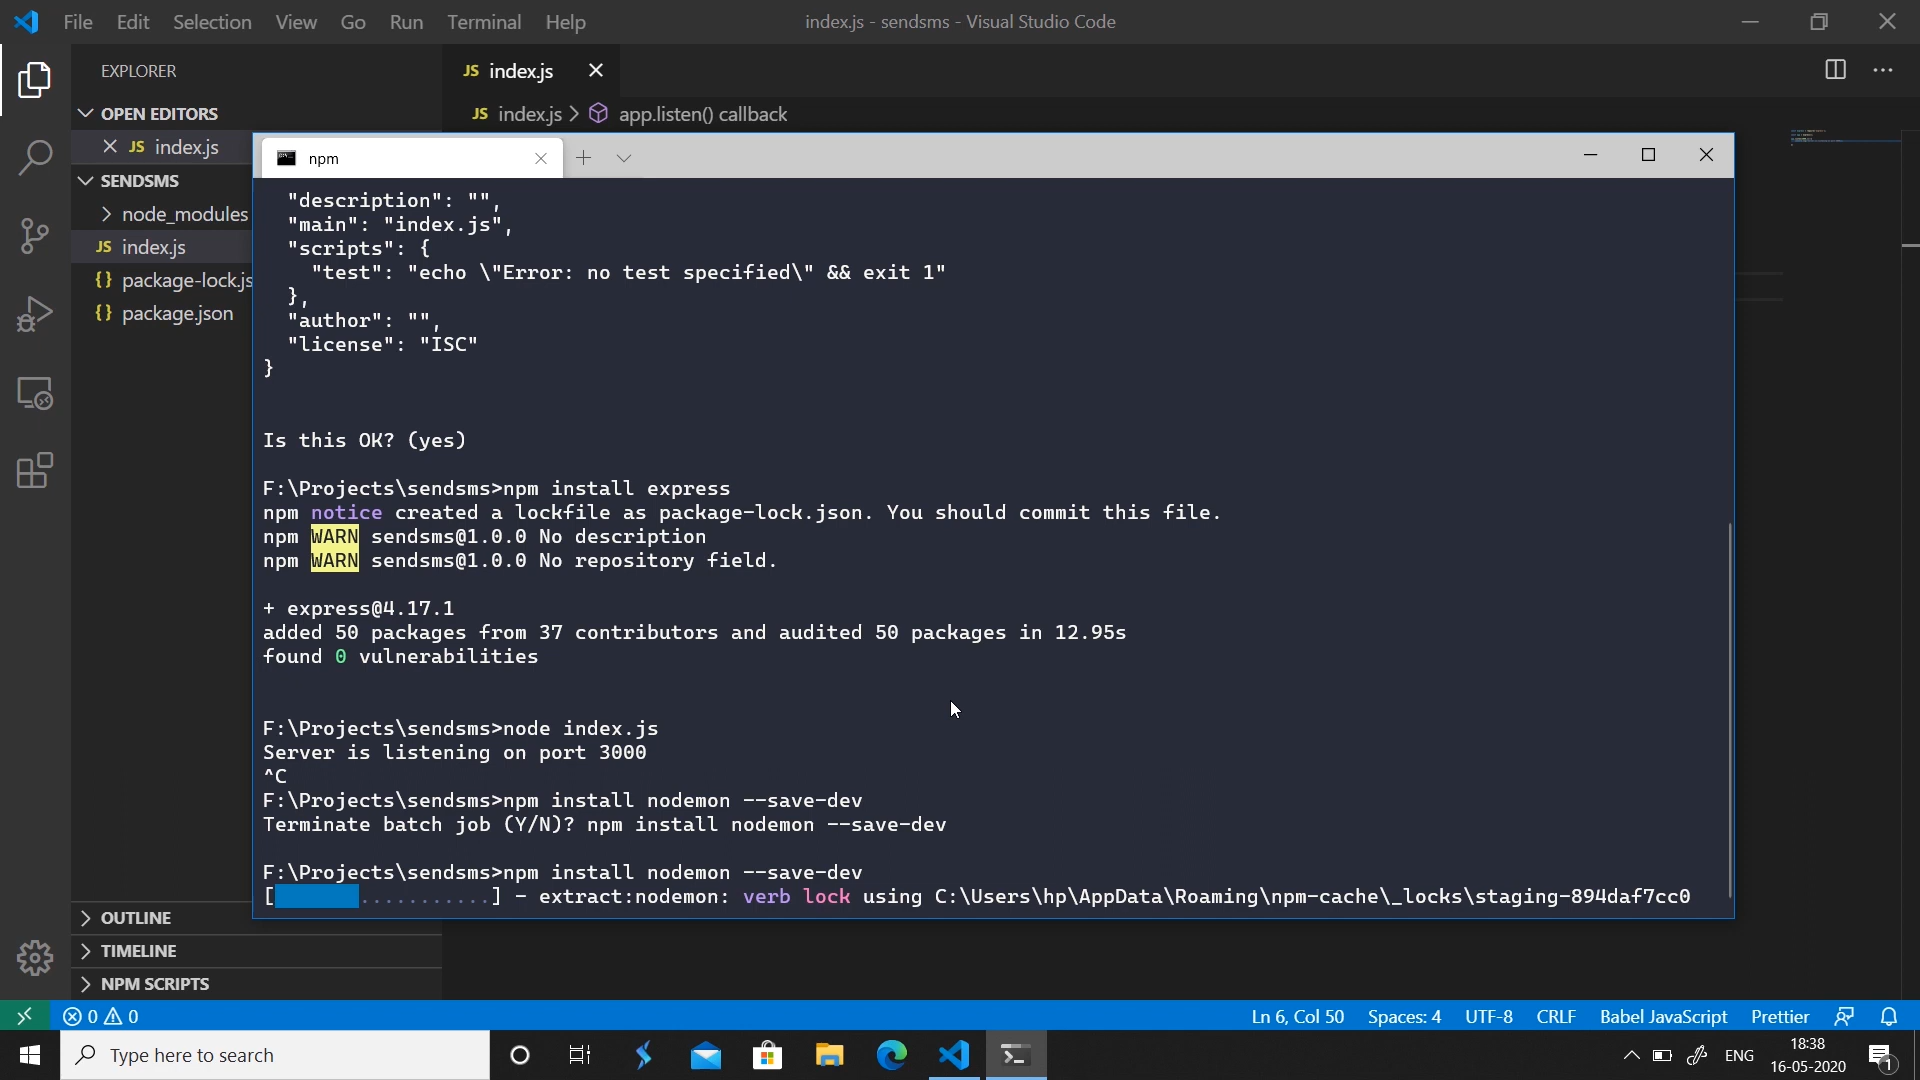 File Edit Selection View Go Run Terminal Help
index.js - sendsms - Visual Studio Code
EXPLORER
JS index.js
OPEN EDITORS
JS index.js > app.listen() callback
JS index.js
SENDSMS
node_modules
JS index.js
{} package-lock.js
{} package.json
npm
"description": "",
"main": "index.js",
"scripts": {
"test": "echo \"Error: no test specified\" && exit 1"
},
"author": "",
"license": "ISC"
}
Is this OK? (yes)
F:\Projects\sendsms>npm install express
npm notice created a lockfile as package-lock.json. You should commit this file.
npm WARN sendsms@1.0.0 No description
npm WARN sendsms@1.0.0 No repository field.
+ express@4.17.1
added 50 packages from 37 contributors and audited 50 packages in 12.95s
found 0 vulnerabilities
F:\Projects\sendsms>node index.js
Server is listening on port 3000
^C
F:\Projects\sendsms>npm install nodemon --save-dev
Terminate batch job (Y/N)? npm install nodemon --save-dev
F:\Projects\sendsms>npm install nodemon --save-dev
[ ...........] - extract:nodemon: verb lock using C:\Users\hp\AppData\Roaming\npm-cache\_locks\staging-894daf7cc0
OUTLINE
TIMELINE
NPM SCRIPTS
0 0
Ln 6, Col 50 Spaces: 4 UTF-8 CRLF Babel JavaScript Prettier
Type here to search
ENG
18:38
16-05-2020
1